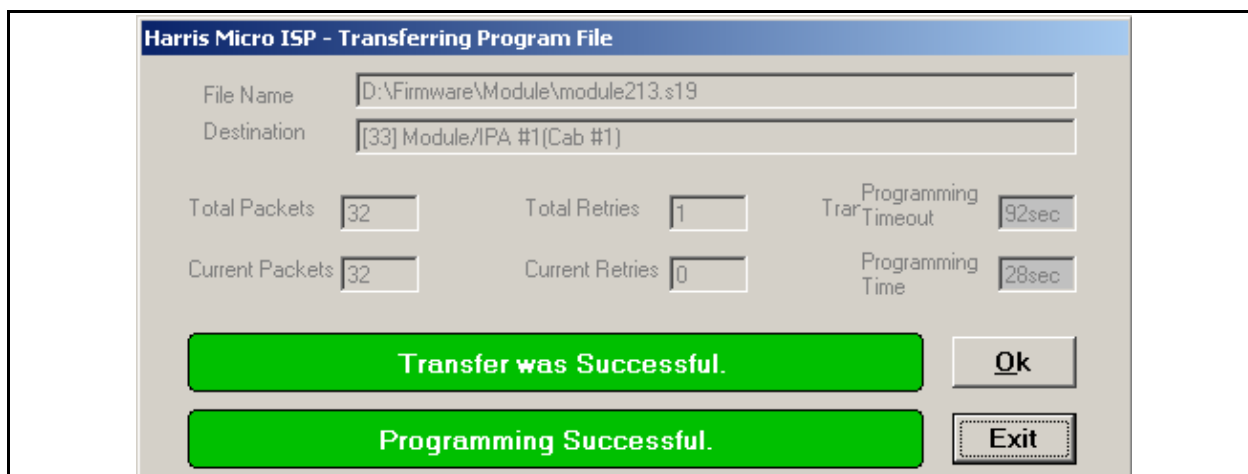 Harris Micro ISP - Transferring Program File
File Name D:\Firmware\Module\module213.s19
Destination [33] Module/IPA #1(Cab #1)
Total Packets 32 Total Retries 1 Tran Programming Timeout 92sec
Current Packets 32 Current Retries 0 Programming Time 28sec
Transfer was Successful. Ok
Programming Successful. Exit